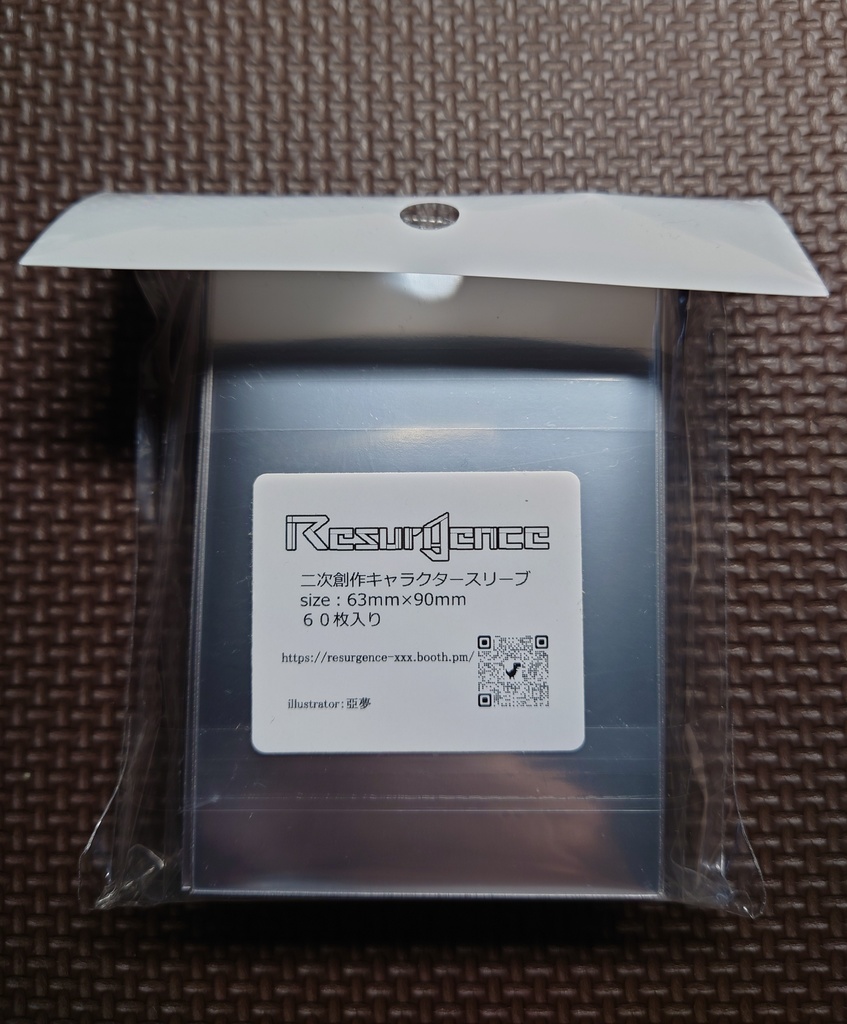 Resurgence
二次創作キャラクタースリーブ
size：63mm×90mm
６０枚入り
https://resurgence-xxx.booth.pm/
illustrator:亞夢